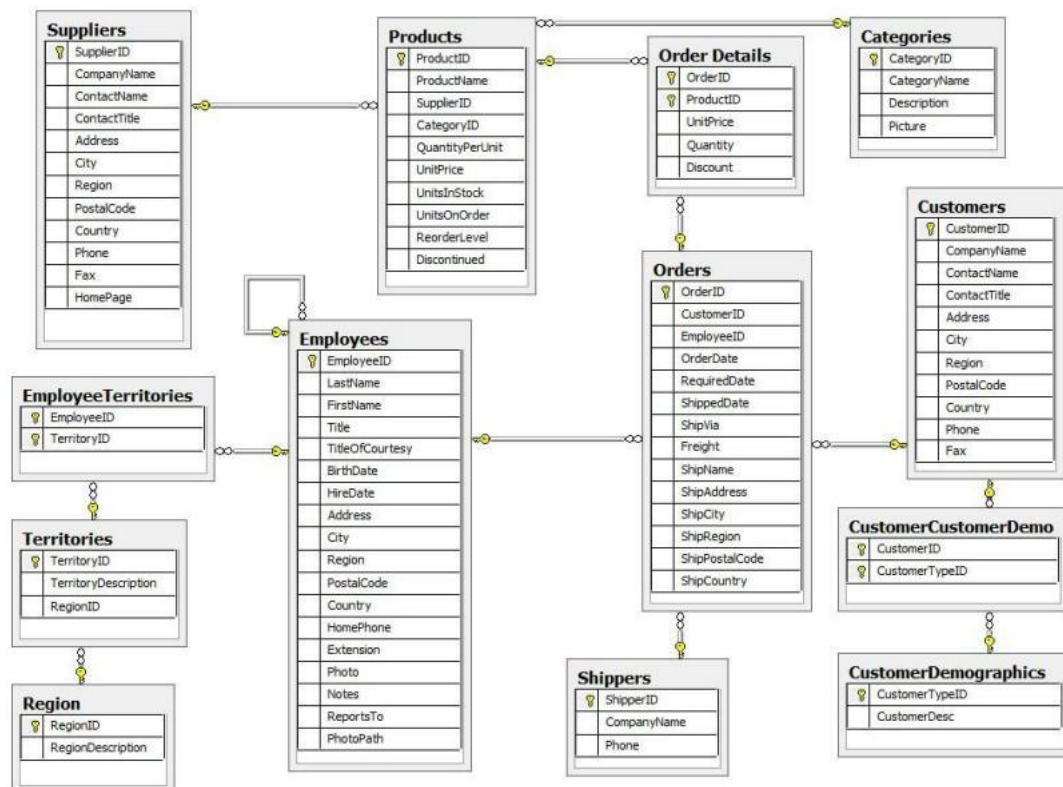 Suppliers
SupplierID
CompanyName
ContactName
ContactTitle
Address
City
Region
PostalCode
Country
Phone
Fax
HomePage
Products
ProductID
ProductName
SupplierID
CategoryID
QuantityPerUnit
UnitPrice
UnitsInStock
UnitsOnOrder
ReorderLevel
Discontinued
Order Details
OrderID
ProductID
UnitPrice
Quantity
Discount
Categories
CategoryID
CategoryName
Description
Picture
Customers
CustomerID
CompanyName
ContactName
ContactTitle
Address
City
Region
PostalCode
Country
Phone
Fax
Orders
OrderID
CustomerID
EmployeeID
OrderDate
RequiredDate
ShippedDate
ShipVia
Freight
ShipName
ShipAddress
ShipCity
ShipRegion
ShipPostalCode
ShipCountry
Employees
EmployeeID
LastName
FirstName
Title
TitleOfCourtesy
BirthDate
HireDate
Address
City
Region
PostalCode
Country
HomePhone
Extension
Photo
Notes
ReportsTo
PhotoPath
EmployeeTerritories
EmployeeID
TerritoryID
Territories
TerritoryID
TerritoryDescription
RegionID
Region
RegionID
RegionDescription
Shippers
ShipperID
CompanyName
Phone
CustomerCustomerDemo
CustomerID
CustomerTypeID
CustomerDemographics
CustomerTypeID
CustomerDesc